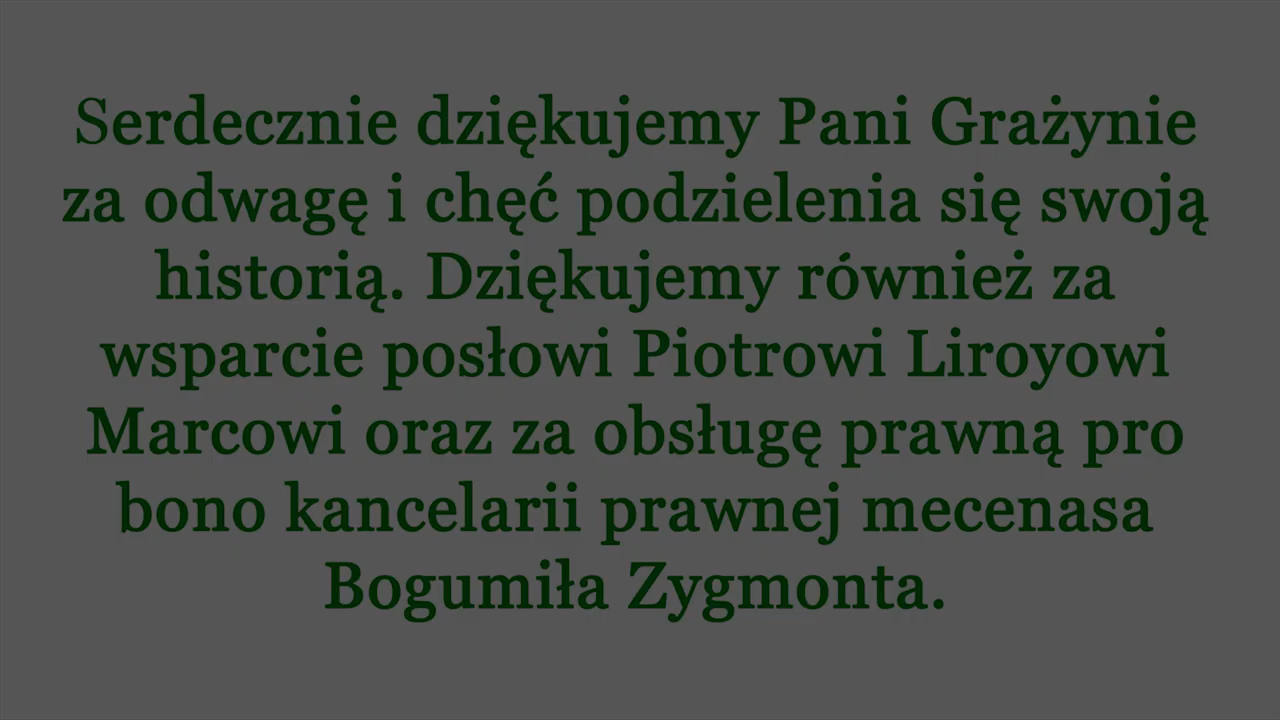 Serdecznie dziękujemy Pani Grażynie
za odwagę i chęć podzielenia się swoją
historią. Dziękujemy również za
wsparcie posłowi Piotrowi Liroyowi
Marcowi oraz za obsługę prawną pro
bono kancelarii prawnej mecenasa
Bogumiła Zygmonta.